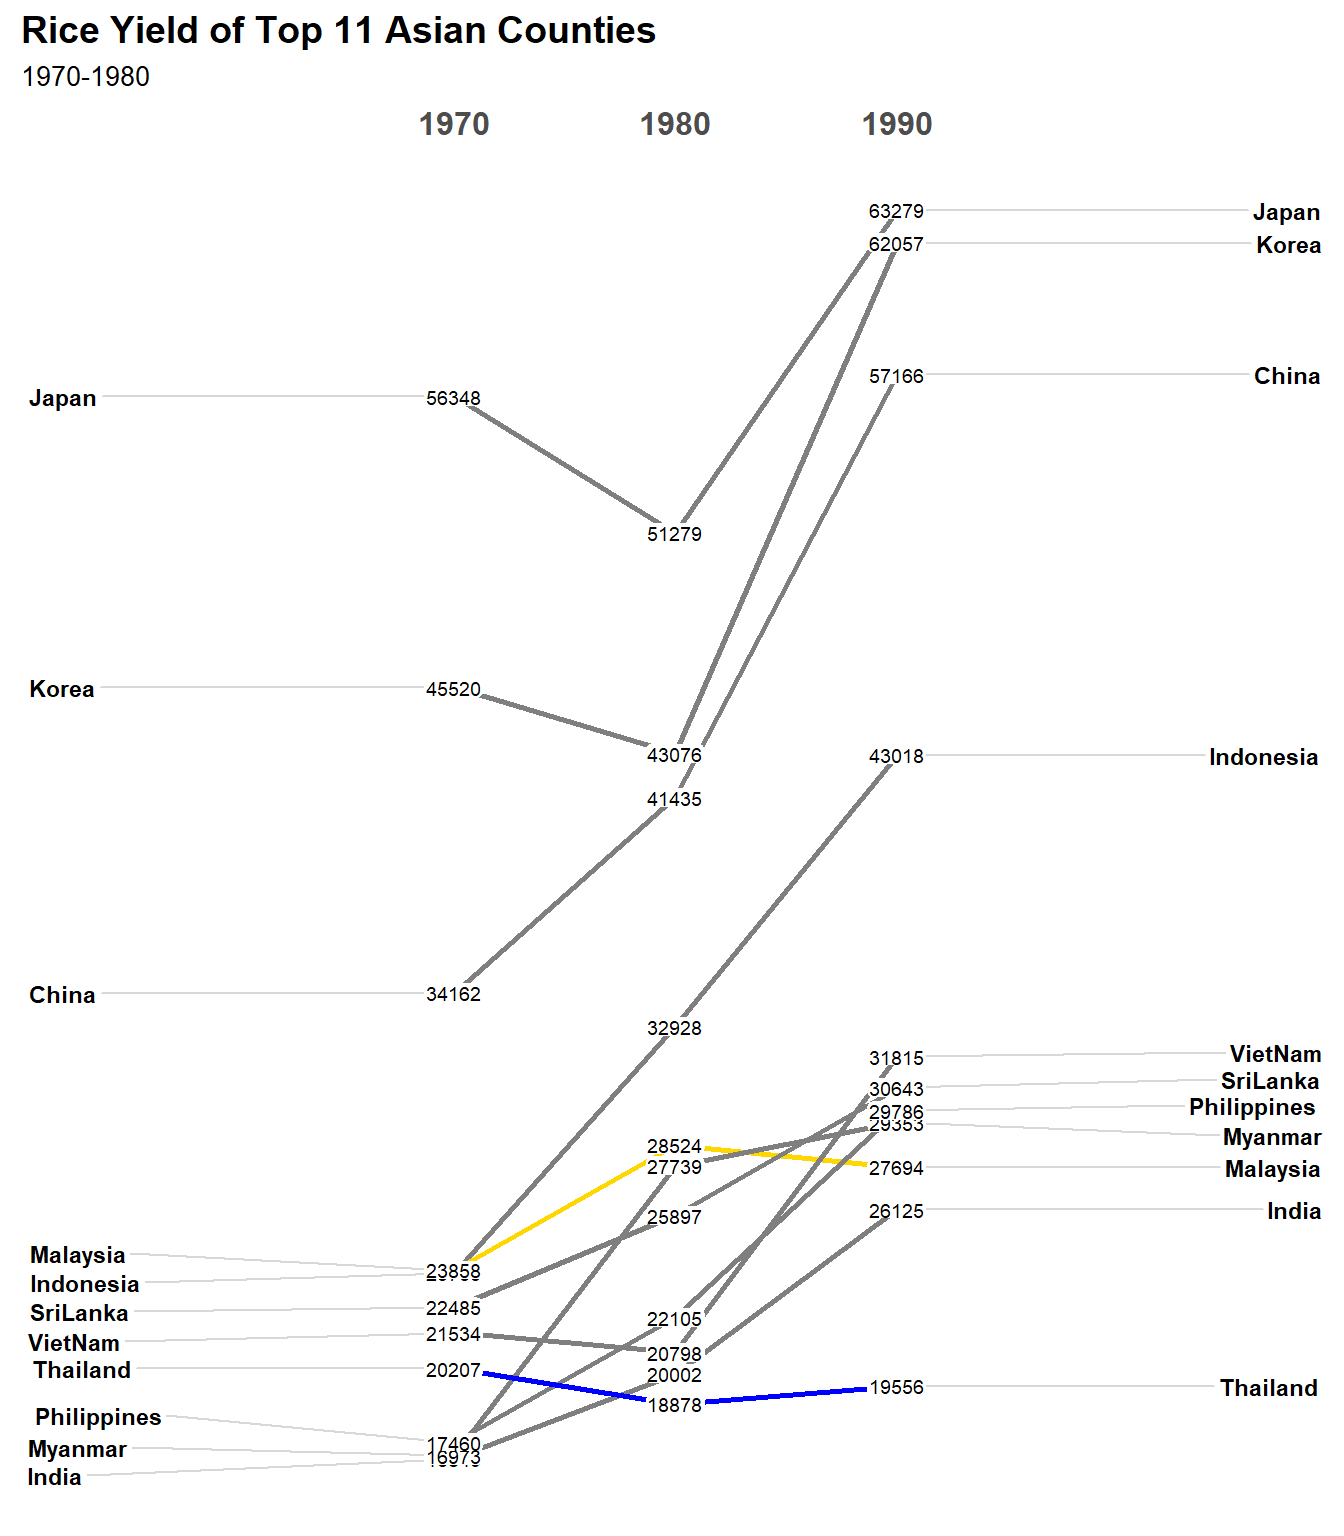 Rice Yield of Top 11 Asian Counties
1970-1980
1970 1980 1990
63279 Japan
62057 Korea
57166 China
Japan 56348
51279
Korea 45520
43076
43018 Indonesia
41435
China 34162
32928
31815 VietNam
30643 SriLanka
29786 Philippines
29353 Myanmar
28524
27739
27694 Malaysia
25897
26125 India
Malaysia 23858
Indonesia
SriLanka 22485
22105
VietNam 21534
20798
Thailand 20207
20002
19556 Thailand
18878
Philippines 17460
Myanmar 16973
India